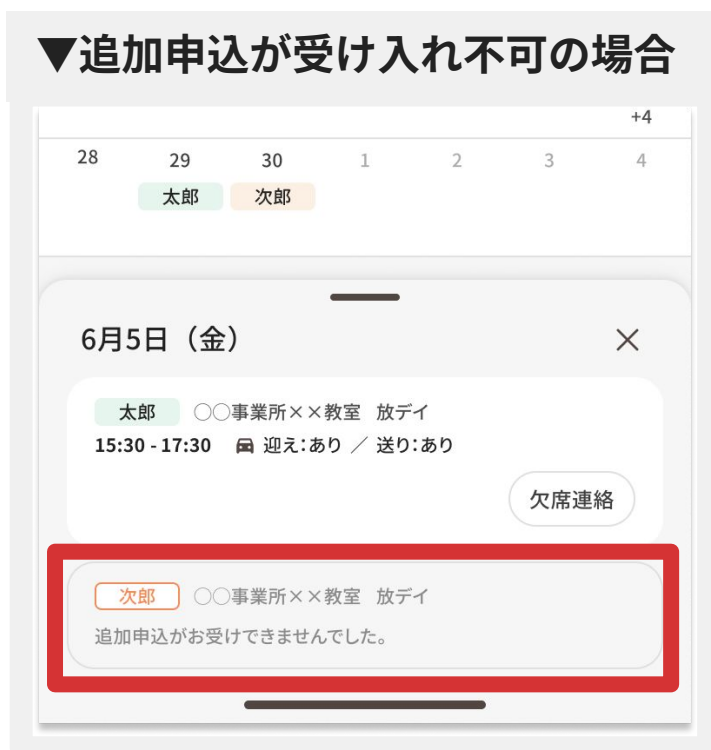 ▼追加申込が受け入れ不可の場合
+4
28 29 30 1 2 3 4
太郎 次郎
6月5日（金）
太郎 〇〇事業所××教室 放デイ
15:30 - 17:30 迎え:あり ／ 送り:あり
欠席連絡
次郎 〇〇事業所××教室 放デイ
追加申込がお受けできませんでした。